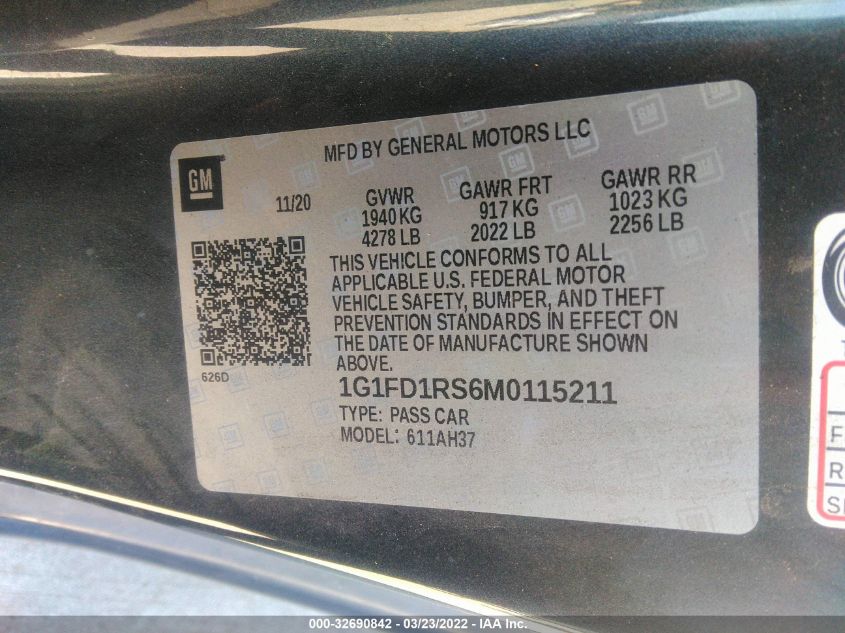 MFD BY GENERAL MOTORS LLC
GM
11/20
GVWR
1940 KG
4278 LB
GAWR FRT
917 KG
2022 LB
GAWR RR
1023 KG
2256 LB
THIS VEHICLE CONFORMS TO ALL
APPLICABLE U.S. FEDERAL MOTOR
VEHICLE SAFETY, BUMPER, AND THEFT
PREVENTION STANDARDS IN EFFECT ON
THE DATE OF MANUFACTURE SHOWN
ABOVE.
626D
1G1FD1RS6M0115211
TYPE: PASS CAR
MODEL: 611AH37
000-32690842 - 03/23/2022 - IAA, Inc.